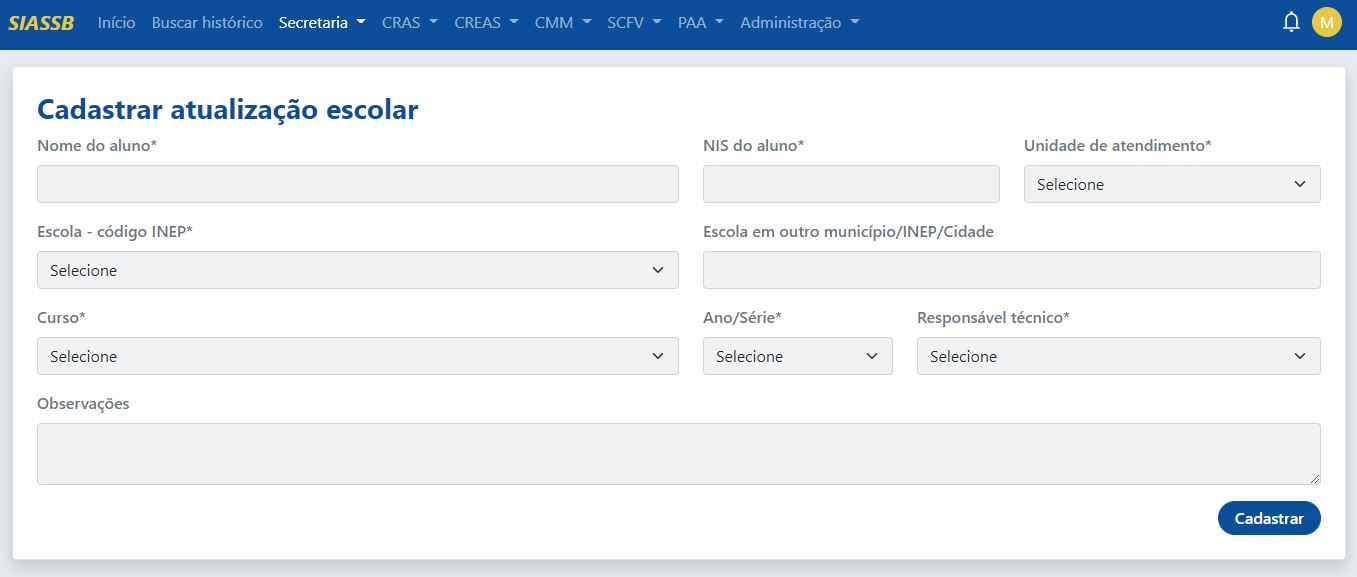 SIASSB Início Buscar histórico Secretaria CRAS CREAS CMM SCFV PAA Administração M
Cadastrar atualização escolar
Nome do aluno* NIS do aluno* Unidade de atendimento*
Selecione
Escola - código INEP* Escola em outro município/INEP/Cidade
Selecione
Curso* Ano/Série* Responsável técnico*
Selecione Selecione Selecione
Observações
Cadastrar